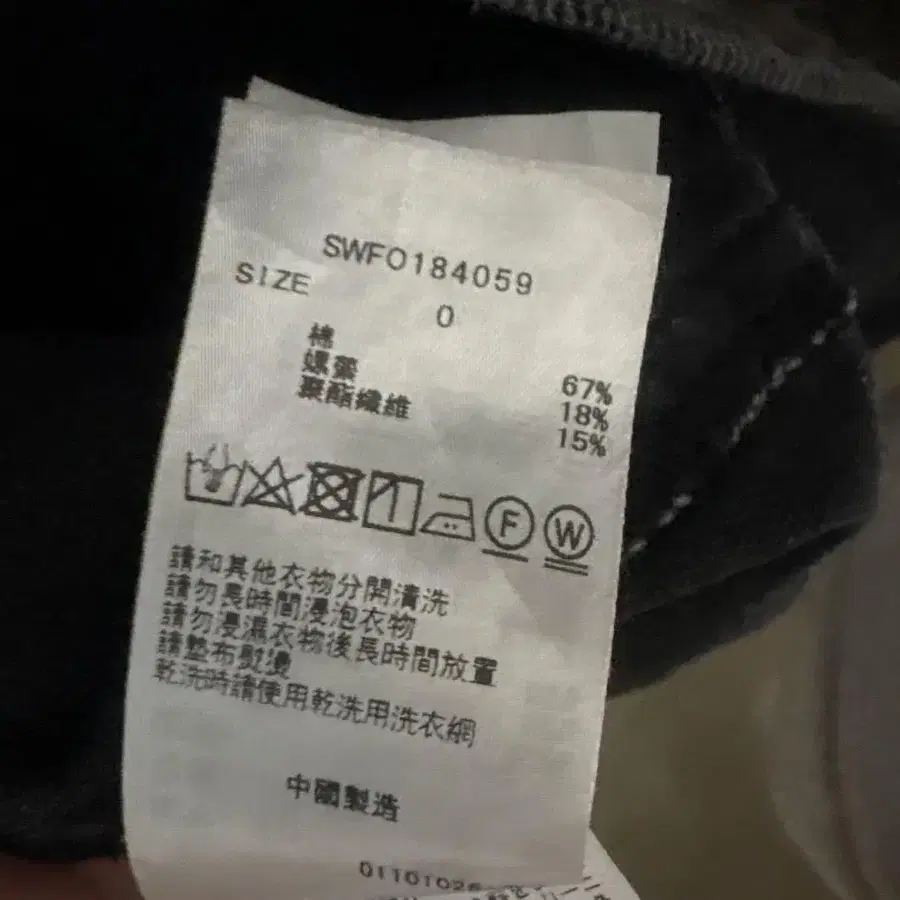 SWFO184059
SIZE
0
棉 67%
嫘縈 18%
聚酯纖維 15%
F W
請和其他衣物分開清洗
請勿長時間浸泡衣物
請勿浸濕衣物後長時間放置
請墊布熨燙
乾洗時請使用乾洗用洗衣網
中國製造
0110102